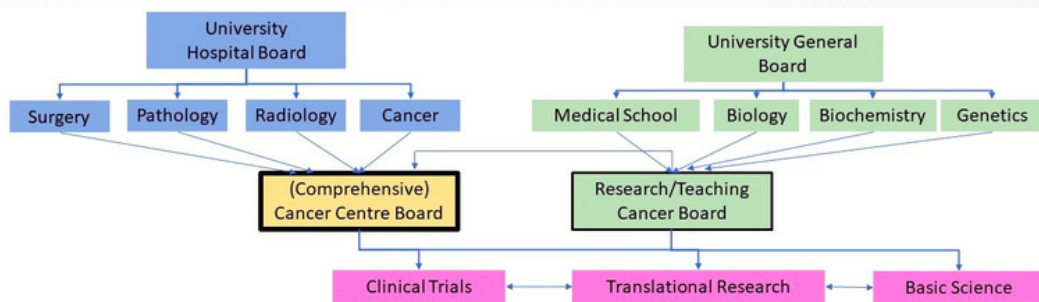 University
Hospital Board
University General
Board
Surgery
Pathology
Radiology
Cancer
Medical School
Biology
Biochemistry
Genetics
(Comprehensive)
Cancer Centre Board
Research/Teaching
Cancer Board
Clinical Trials
Translational Research
Basic Science